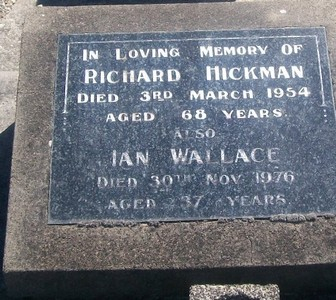 In Loving Memory Of
Richard Hickman
Died 3rd March 1954
aged 68 years.
also
Ian Wallace
Died 30th Nov 1976
aged 37 years